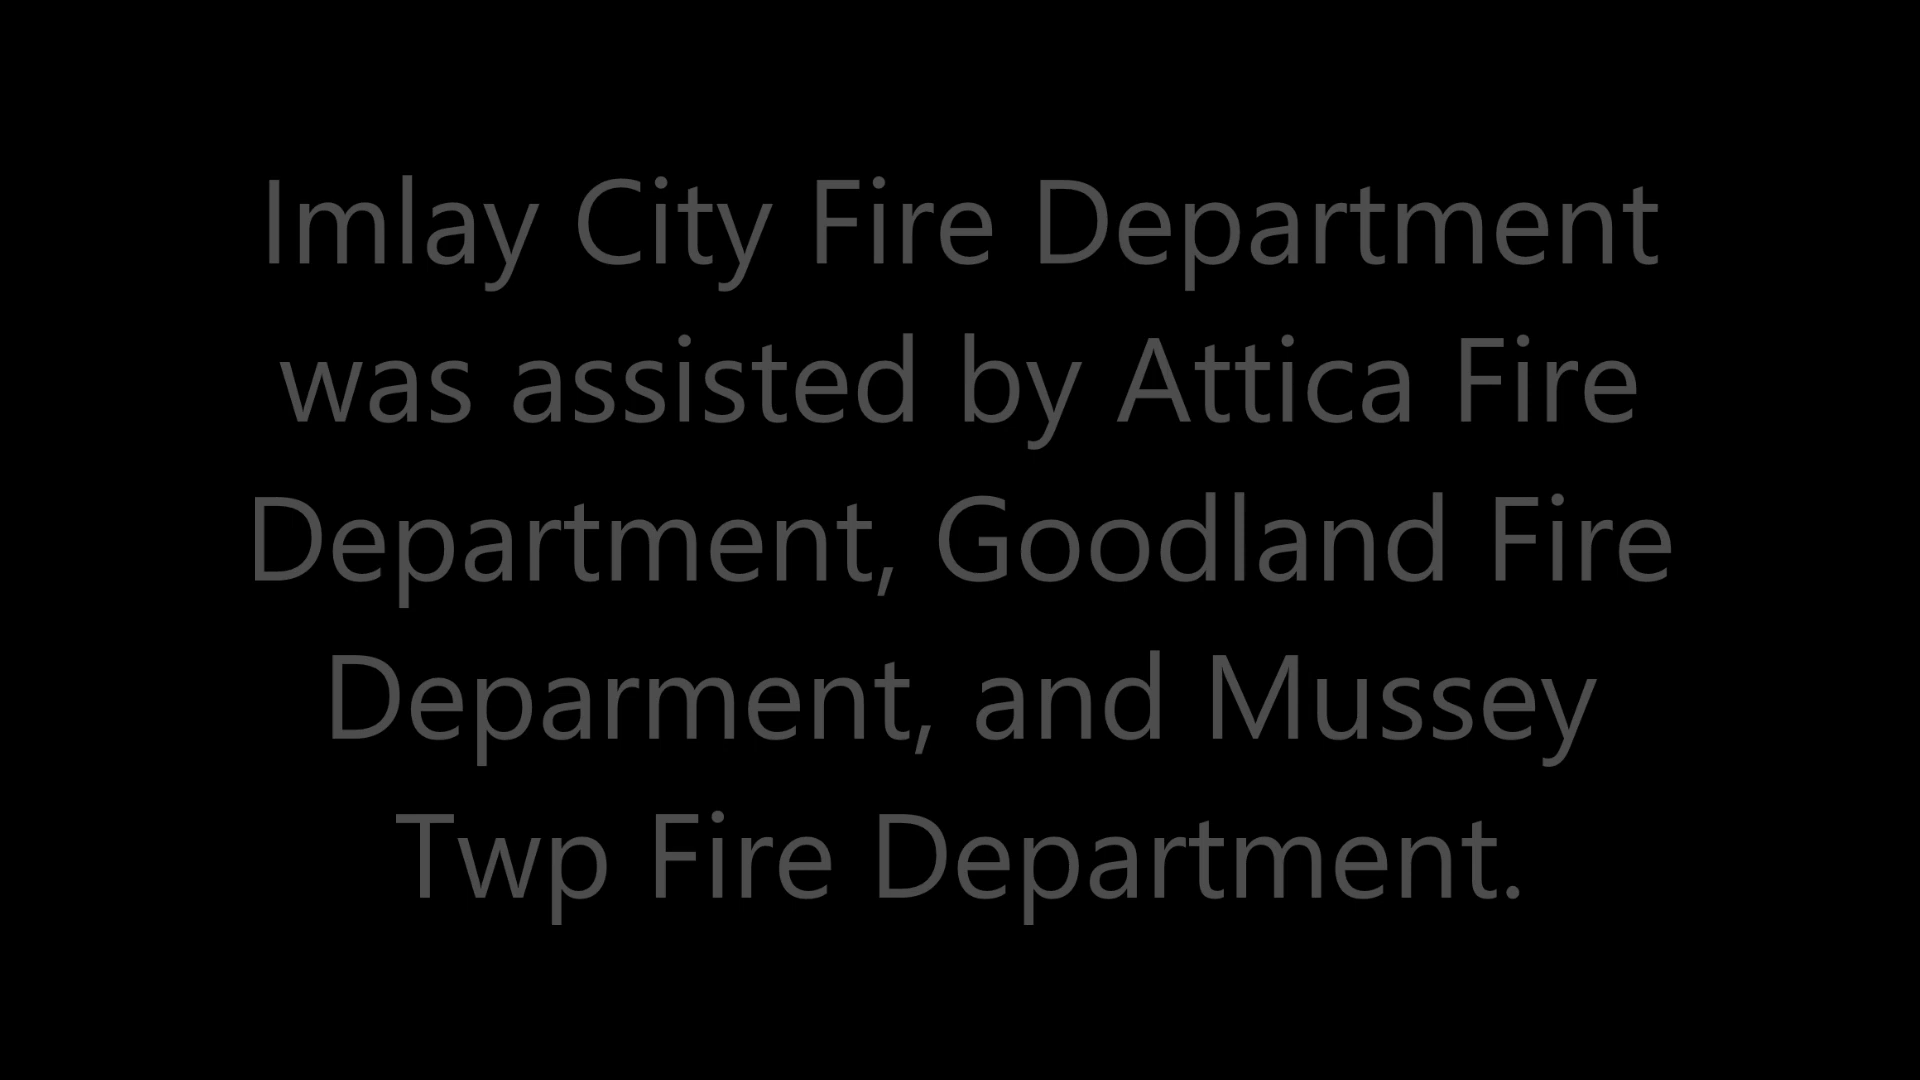 Imlay City Fire Department
was assisted by Attica Fire
Department, Goodland Fire
Deparment, and Mussey
Twp Fire Department.